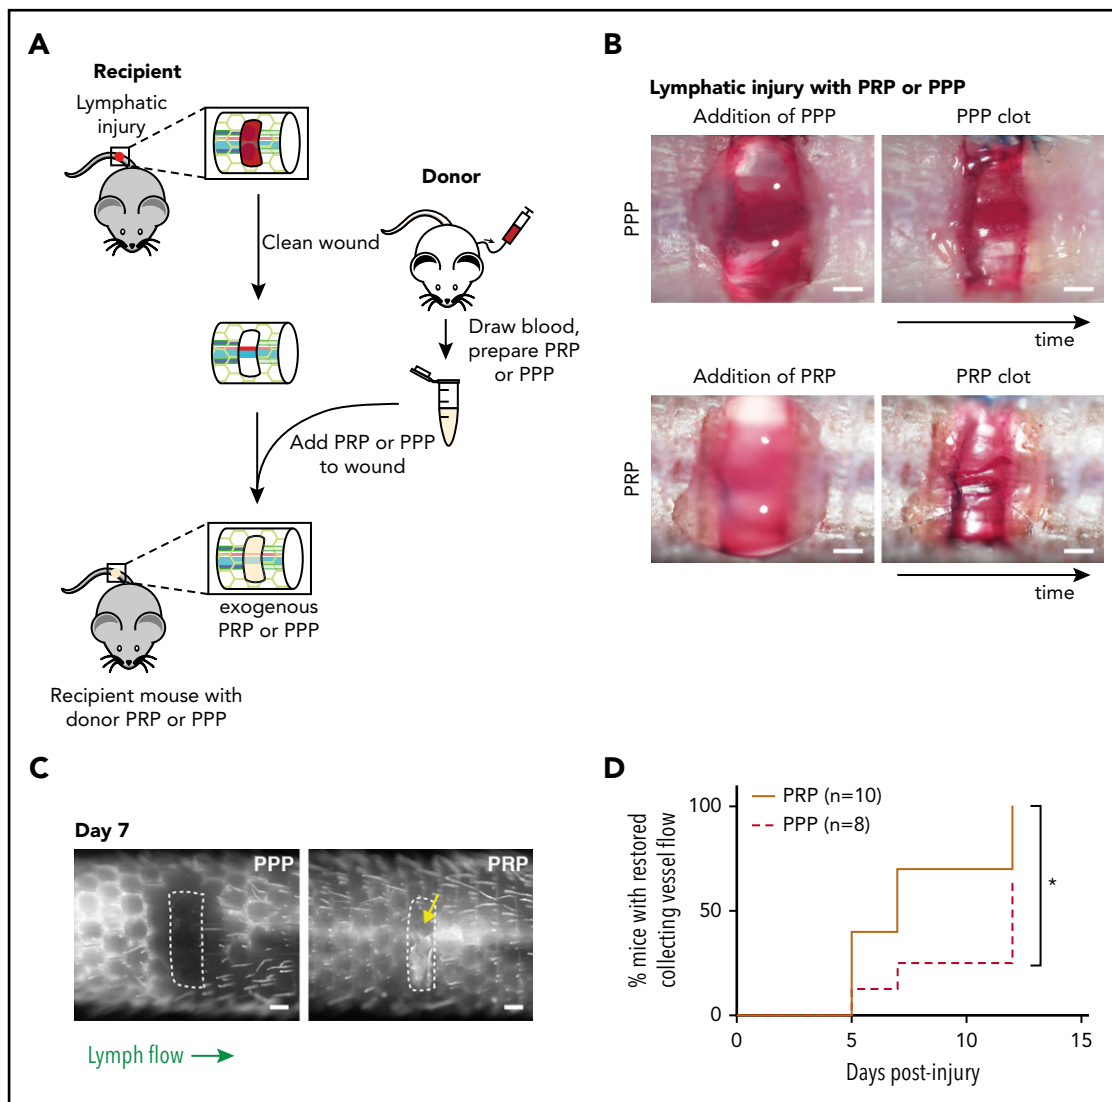 A
Recipient
Lymphatic
injury
Clean wound
Donor
Draw blood,
prepare PRP
or PPP
Add PRP or PPP
to wound
exogenous
PRP or PPP
Recipient mouse with
donor PRP or PPP
B
Lymphatic injury with PRP or PPP
Addition of PPP
PPP clot
PPP
time
Addition of PRP
PRP clot
PRP
time
C
Day 7
PPP
PRP
Lymph flow
D
% mice with restored
collecting vessel flow
100
50
0
PRP (n=10)
PPP (n=8)
*
0
5
10
15
Days post-injury